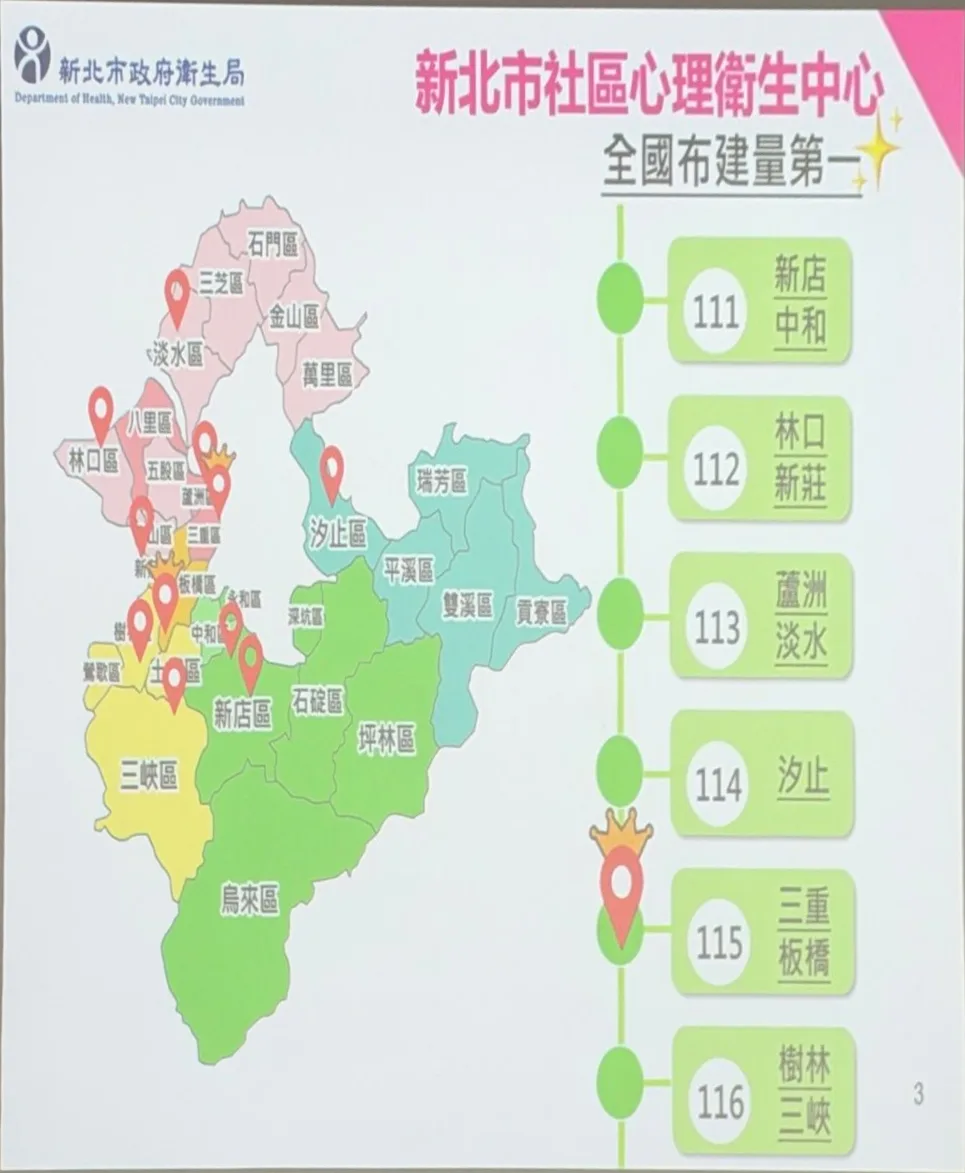 新北市政府衛生局
Department of Health, New Taipei City Government
新北市社區心理衛生中心
全國布建量第一
石門區
三芝區
金山區
淡水區
萬里區
八里區
林口區
五股區
蘆洲
山區
三重區
汐止區
瑞芳區
平溪區
雙溪區
貢寮區
新
板橋區
永和區
深坑區
樹
中和
鶯歌區
土 區
新店區
石碇區
坪林區
三峽區
烏來區
111
新店
中和
112
林口
新莊
113
蘆洲
淡水
114
汐止
115
三重
板橋
116
樹林
三峽
3